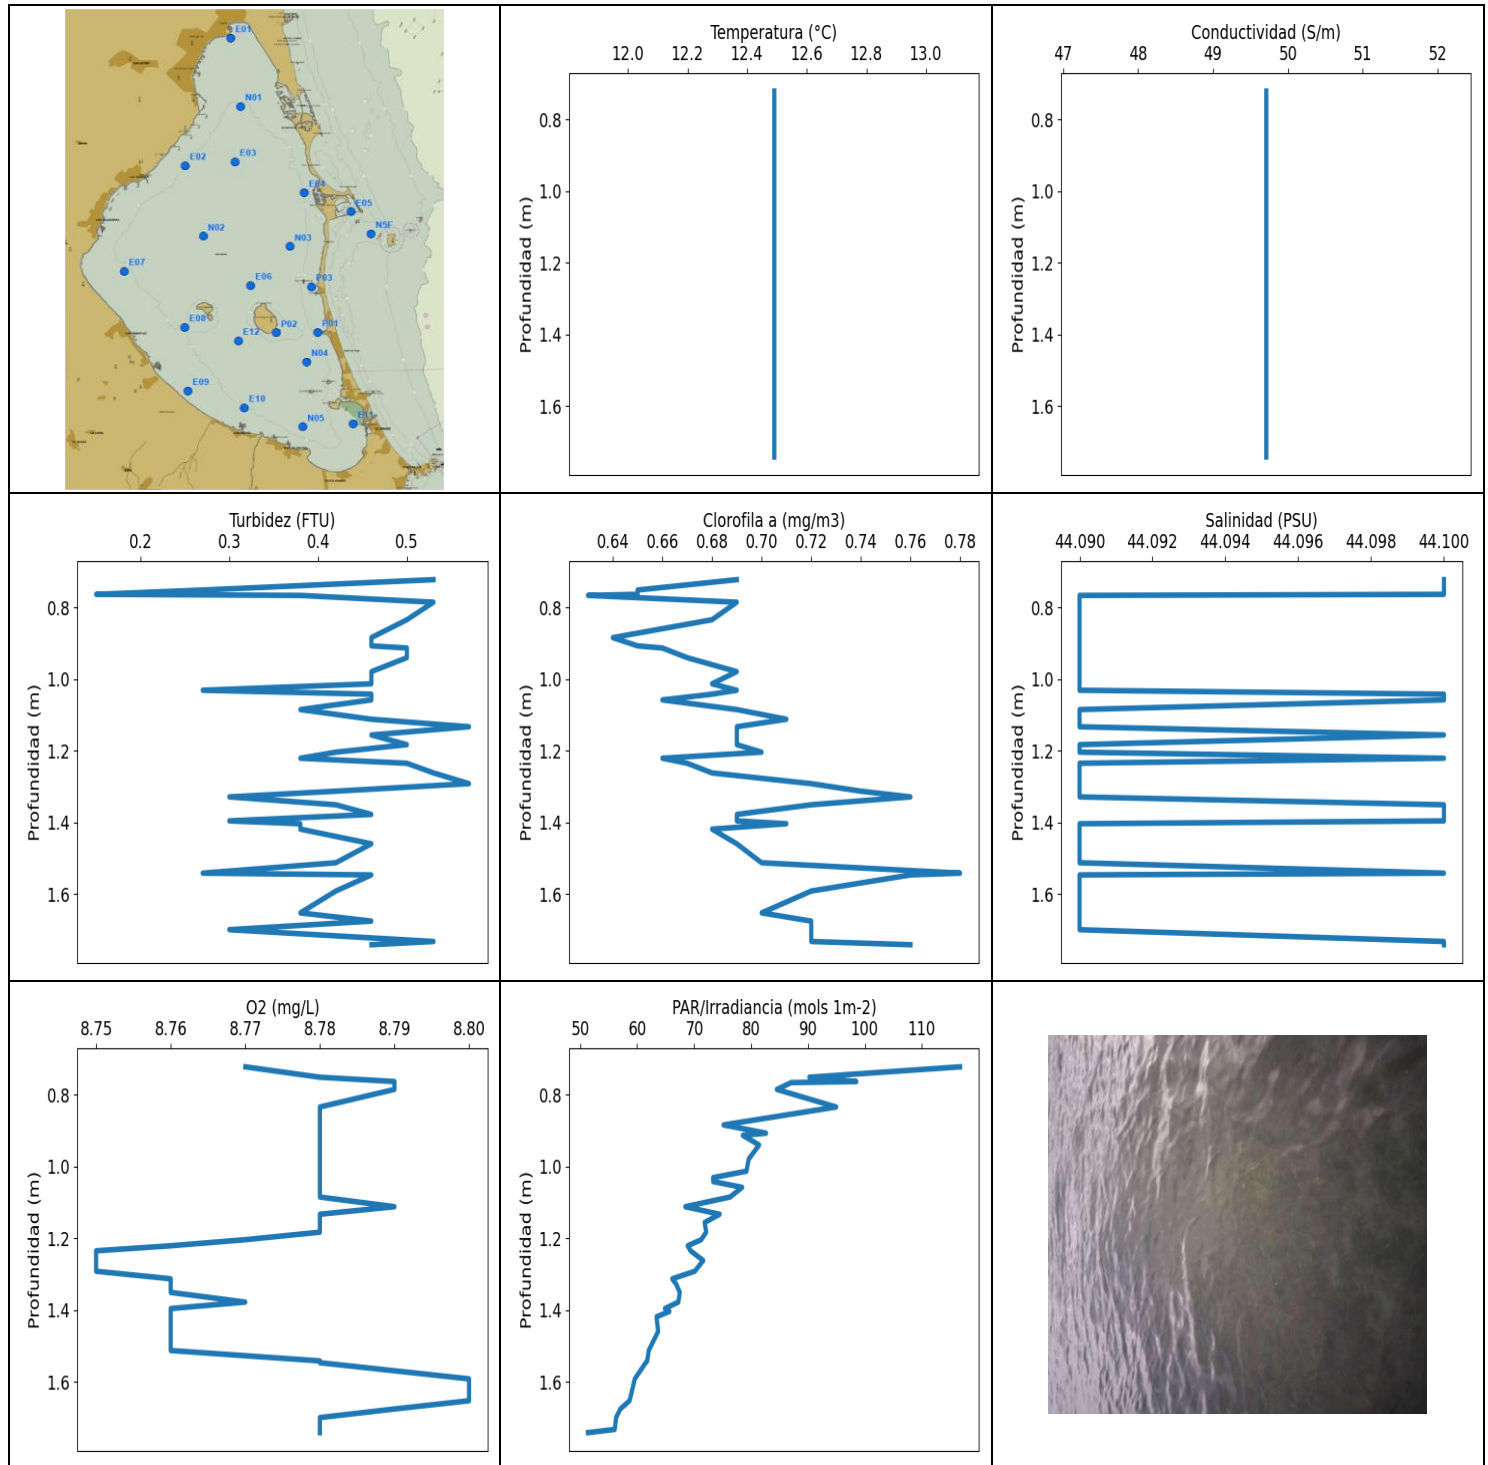 E01
N01
E02
E03
E04
E05
N5E
N02
N03
E07
E06
P03
E08
E12
P02
P01
N04
E09
E10
N05
E11
Temperatura (°C)
12.0 12.2 12.4 12.6 12.8 13.0
Profundidad (m)
0.8
1.0
1.2
1.4
1.6
Conductividad (S/m)
47 48 49 50 51 52
Profundidad (m)
0.8
1.0
1.2
1.4
1.6
Turbidez (FTU)
0.2 0.3 0.4 0.5
Profundidad (m)
0.8
1.0
1.2
1.4
1.6
Clorofila a (mg/m3)
0.64 0.66 0.68 0.70 0.72 0.74 0.76 0.78
Profundidad (m)
0.8
1.0
1.2
1.4
1.6
Salinidad (PSU)
44.090 44.092 44.094 44.096 44.098 44.100
Profundidad (m)
0.8
1.0
1.2
1.4
1.6
O2 (mg/L)
8.75 8.76 8.77 8.78 8.79 8.80
Profundidad (m)
0.8
1.0
1.2
1.4
1.6
PAR/Irradiancia (mols 1m-2)
50 60 70 80 90 100 110
Profundidad (m)
0.8
1.0
1.2
1.4
1.6